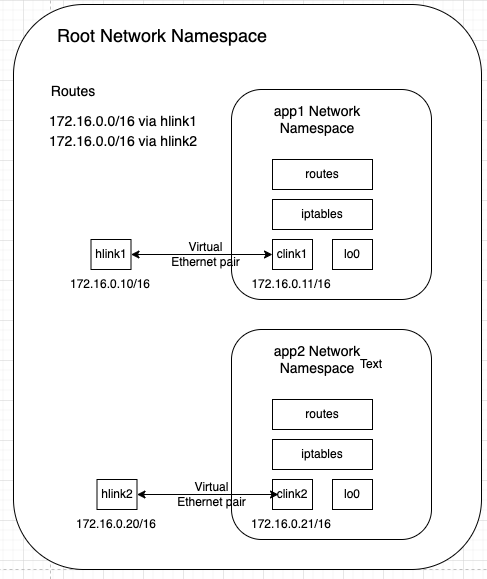 Root Network Namespace
Routes
172.16.0.0/16 via hlink1
172.16.0.0/16 via hlink2
app1 Network
Namespace
routes
iptables
hlink1
Virtual
Ethernet pair
clink1
lo0
172.16.0.10/16
172.16.0.11/16
app2 Network
Namespace
Text
routes
iptables
hlink2
Virtual
Ethernet pair
clink2
lo0
172.16.0.20/16
172.16.0.21/16